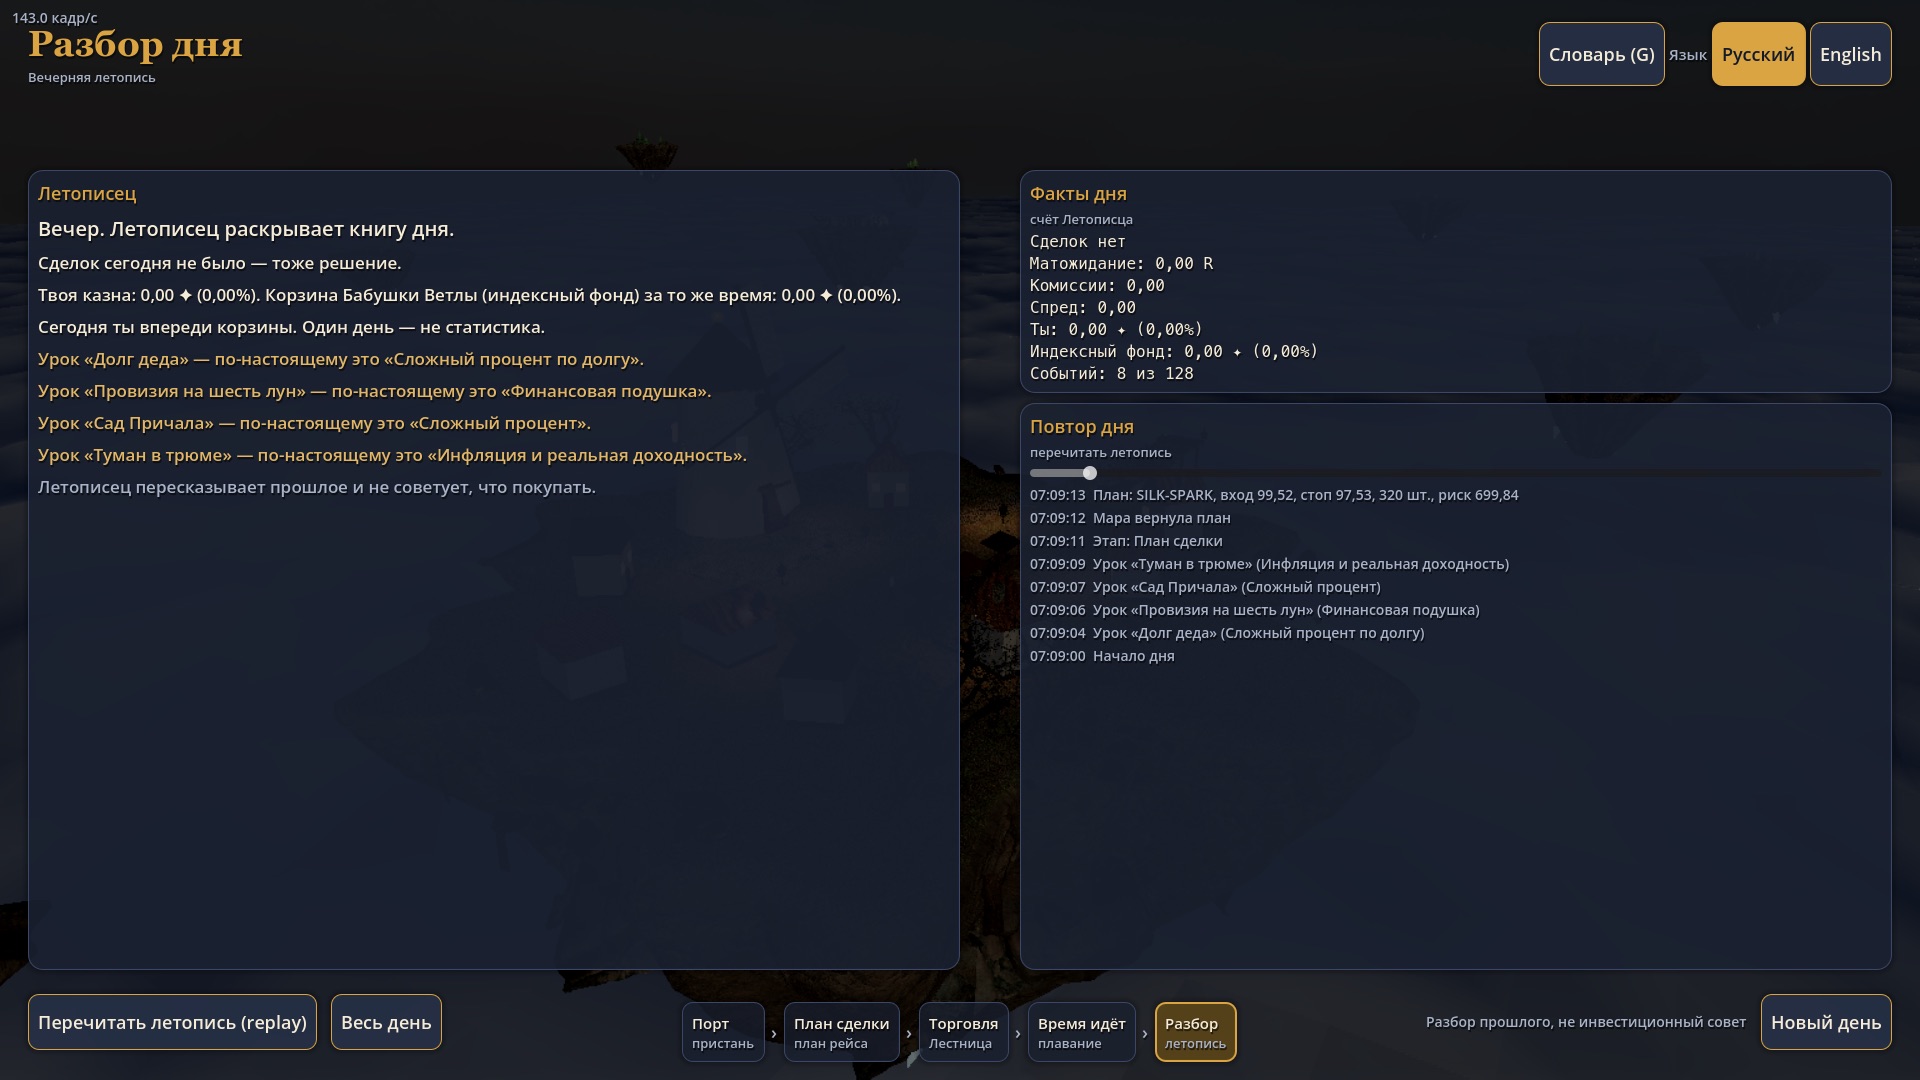 143.0 кадр/с
Разбор дня
Вечерняя летопись
Словарь (G) Язык Русский English
Летописец
Вечер. Летописец раскрывает книгу дня.
Сделок сегодня не было — тоже решение.
Твоя казна: 0,00 ✦ (0,00%). Корзина Бабушки Ветлы (индексный фонд) за то же время: 0,00 ✦ (0,00%).
Сегодня ты впереди корзины. Один день — не статистика.
Урок «Долг деда» — по-настоящему это «Сложный процент по долгу».
Урок «Провизия на шесть лун» — по-настоящему это «Финансовая подушка».
Урок «Сад Причала» — по-настоящему это «Сложный процент».
Урок «Туман в трюме» — по-настоящему это «Инфляция и реальная доходность».
Летописец пересказывает прошлое и не советует, что покупать.
Факты дня
счёт Летописца
Сделок нет
Матожидание: 0,00 R
Комиссии: 0,00
Спред: 0,00
Ты: 0,00 ✦ (0,00%)
Индексный фонд: 0,00 ✦ (0,00%)
Событий: 8 из 128
Повтор дня
перечитать летопись
07:09:13 План: SILK-SPARK, вход 99,52, стоп 97,53, 320 шт., риск 699,84
07:09:12 Мара вернула план
07:09:11 Этап: План сделки
07:09:09 Урок «Туман в трюме» (Инфляция и реальная доходность)
07:09:07 Урок «Сад Причала» (Сложный процент)
07:09:06 Урок «Провизия на шесть лун» (Финансовая подушка)
07:09:04 Урок «Долг деда» (Сложный процент по долгу)
07:09:00 Начало дня
Перечитать летопись (replay)
Весь день
Порт
пристань
›
План сделки
план рейса
›
Торговля
Лестница
›
Время идёт
плавание
›
Разбор
летопись
Разбор прошлого, не инвестиционный совет
Новый день